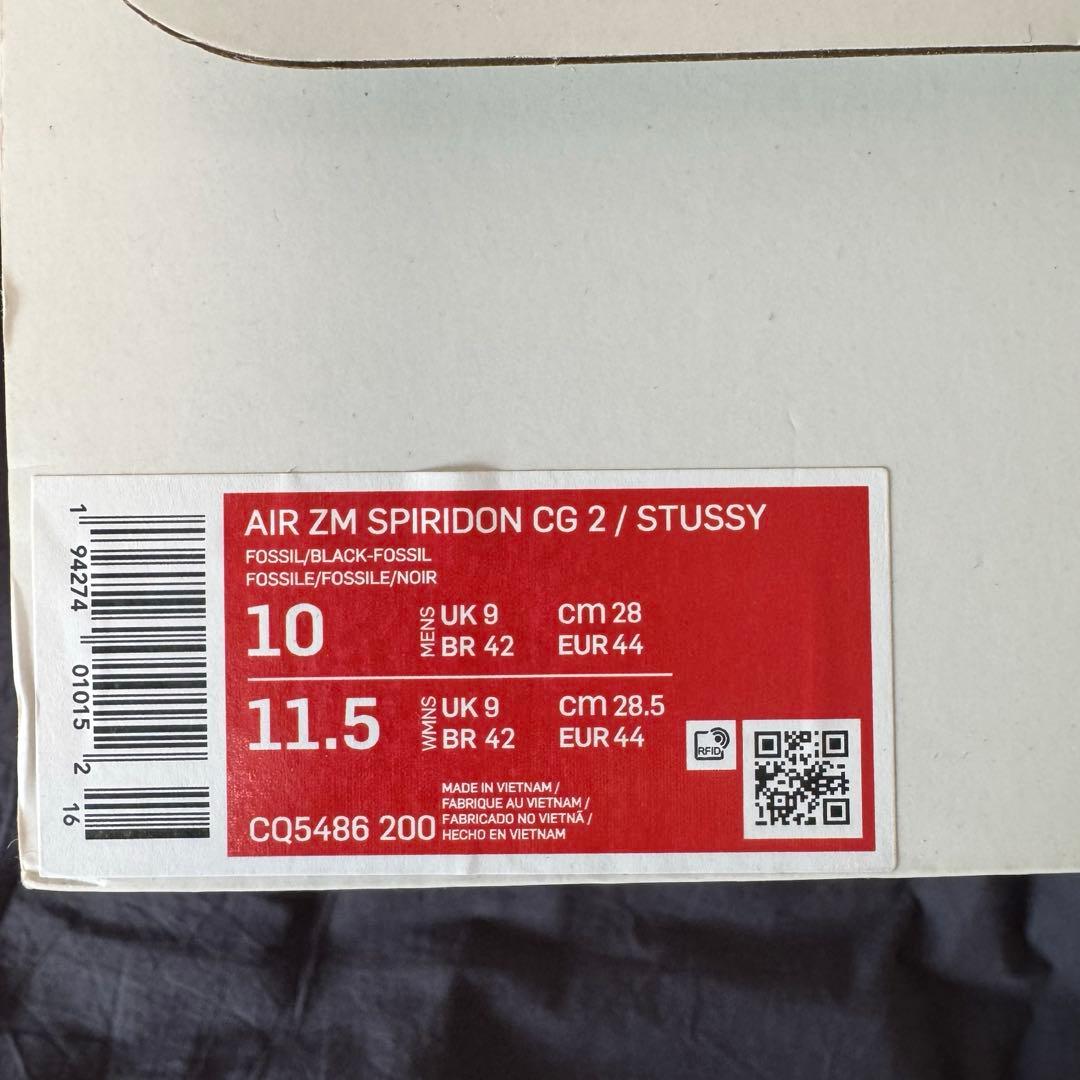 AIR ZM SPIRIDON CG 2 / STUSSY
FOSSIL/BLACK-FOSSIL
FOSSILE/FOSSILE/NOIR
10 MENS UK 9 cm 28
BR 42 EUR 44
11.5 WMNS UK 9 cm 28.5
BR 42 EUR 44
RFID
CQ5486 200
MADE IN VIETNAM /
FABRIQUE AU VIETNAM /
FABRICADO NO VIETNÃ /
HECHO EN VIETNAM
1 94274 01015 2 16